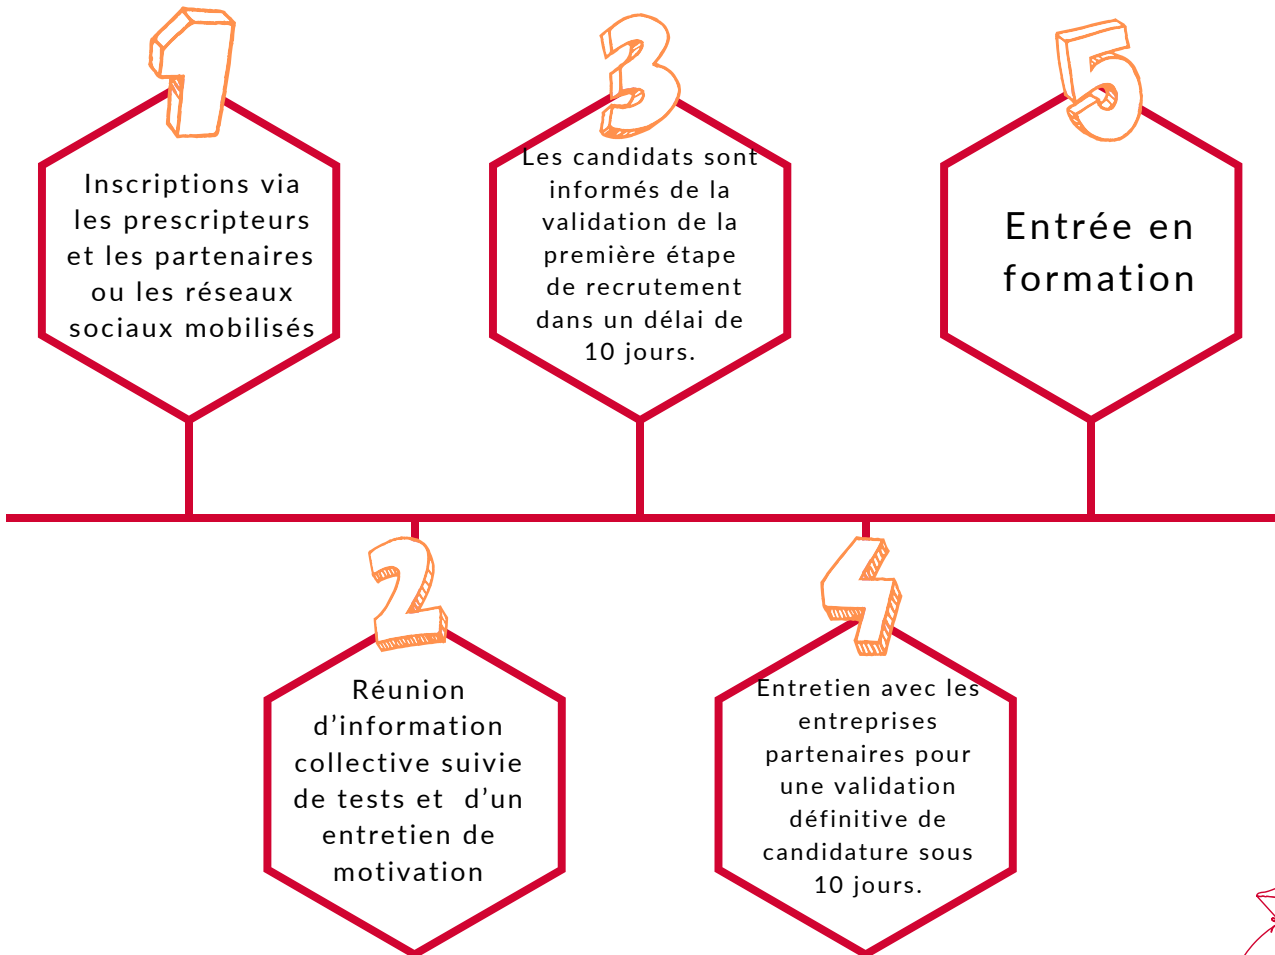 1
Inscriptions via
les prescripteurs
et les partenaires
ou les réseaux
sociaux mobilisés
2
Réunion
d’information
collective suivie
de tests et d’un
entretien de
motivation
3
Les candidats sont
informés de la
validation de la
première étape
de recrutement
dans un délai de
10 jours.
4
Entretien avec les
entreprises
partenaires pour
une validation
définitive de
candidature sous
10 jours.
5
Entrée en
formation